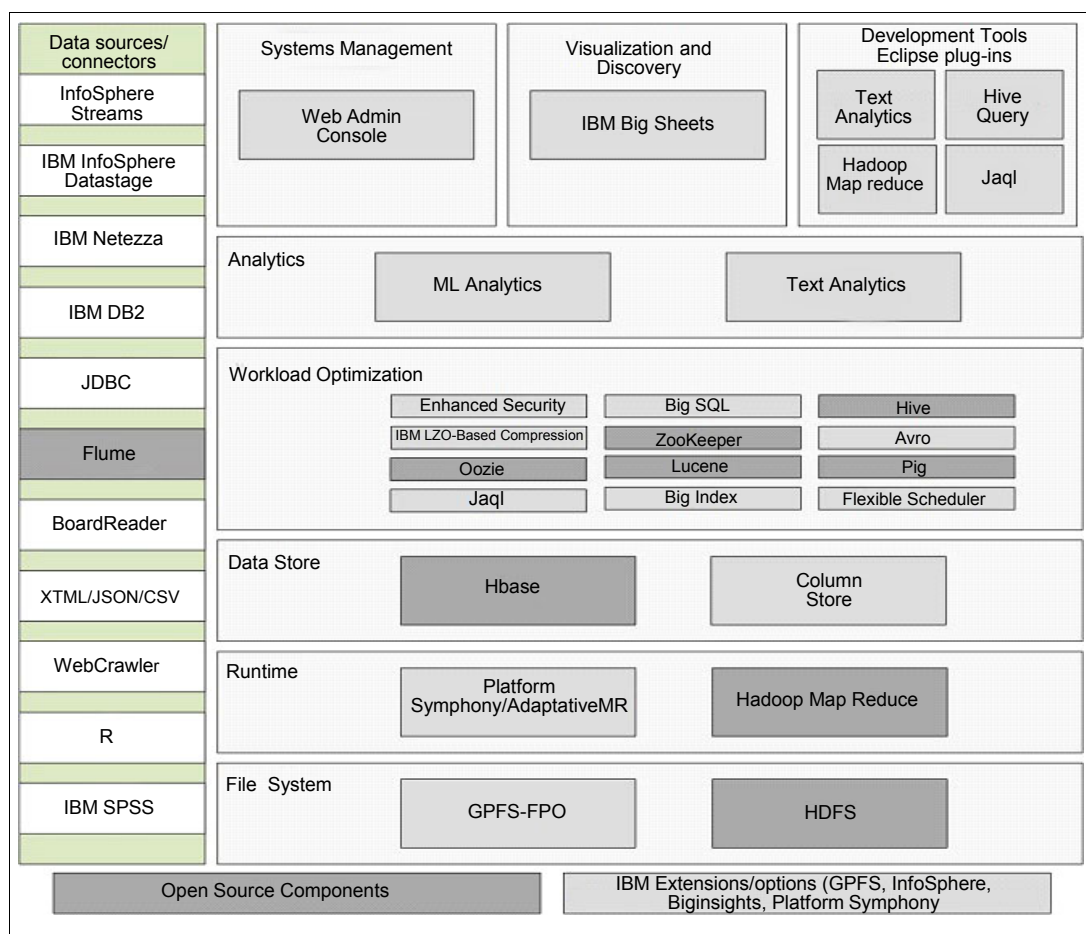 Data sources/
connectors
InfoSphere
Streams
IBM InfoSphere
Datastage
IBM Netezza
IBM DB2
JDBC
Flume
BoardReader
XTML/JSON/CSV
WebCrawler
R
IBM SPSS
Systems Management
Web Admin
Console
Visualization and
Discovery
IBM Big Sheets
Development Tools
Eclipse plug-ins
Text
Analytics
Hive
Query
Hadoop
Map reduce
Jaql
Analytics
ML Analytics
Text Analytics
Workload Optimization
Enhanced Security
Big SQL
Hive
IBM LZO-Based Compression
ZooKeeper
Avro
Oozie
Lucene
Pig
Jaql
Big Index
Flexible Scheduler
Data Store
Hbase
Column
Store
Runtime
Platform
Symphony/AdaptativeMR
Hadoop Map Reduce
File System
GPFS-FPO
HDFS
Open Source Components
IBM Extensions/options (GPFS, InfoSphere,
Biginsights, Platform Symphony